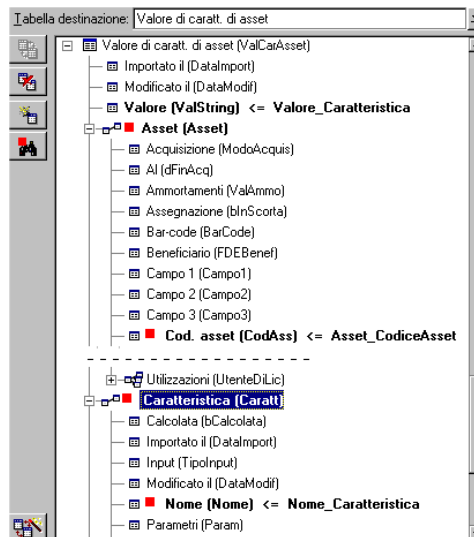 Tabella destinazione: Valore di caratt. di asset
Valore di caratt. di asset (ValCarAsset)
Importato il (DataImport)
Modificato il (DataModif)
Valore (ValString) <= Valore_Caratteristica
Asset (Asset)
Acquisizione (ModoAcquis)
Al (dFinAcq)
Ammortamenti (ValAmmo)
Assegnazione (bInScorta)
Bar-code (BarCode)
Beneficiario (FDEBenef)
Campo 1 (Campo1)
Campo 2 (Campo2)
Campo 3 (Campo3)
Cod. asset (CodAss) <= Asset_CodiceAsset
Utilizzazioni (UtenteDiLic)
Caratteristica (Caratt)
Calcolata (bCalcolata)
Importato il (DataImport)
Input (TipoInput)
Modificato il (DataModif)
Nome (Nome) <= Nome_Caratteristica
Parametri (Param)